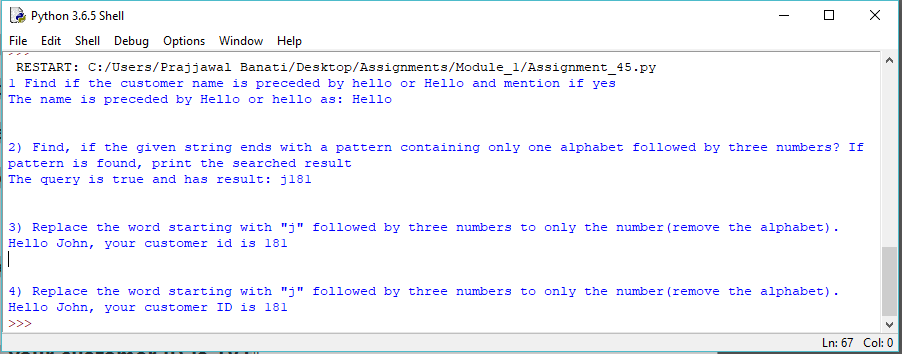 Python 3.6.5 Shell
File Edit Shell Debug Options Window Help
>>>
RESTART: C:/Users/Prajjawal Banati/Desktop/Assignments/Module_1/Assignment_45.py
1 Find if the customer name is preceded by hello or Hello and mention if yes
The name is preceded by Hello or hello as: Hello
2) Find, if the given string ends with a pattern containing only one alphabet followed by three numbers? If
pattern is found, print the searched result
The query is true and has result: j181
3) Replace the word starting with "j" followed by three numbers to only the number(remove the alphabet).
Hello John, your customer id is 181
4) Replace the word starting with "j" followed by three numbers to only the number(remove the alphabet).
Hello John, your customer ID is 181
>>>
Ln: 67 Col: 0